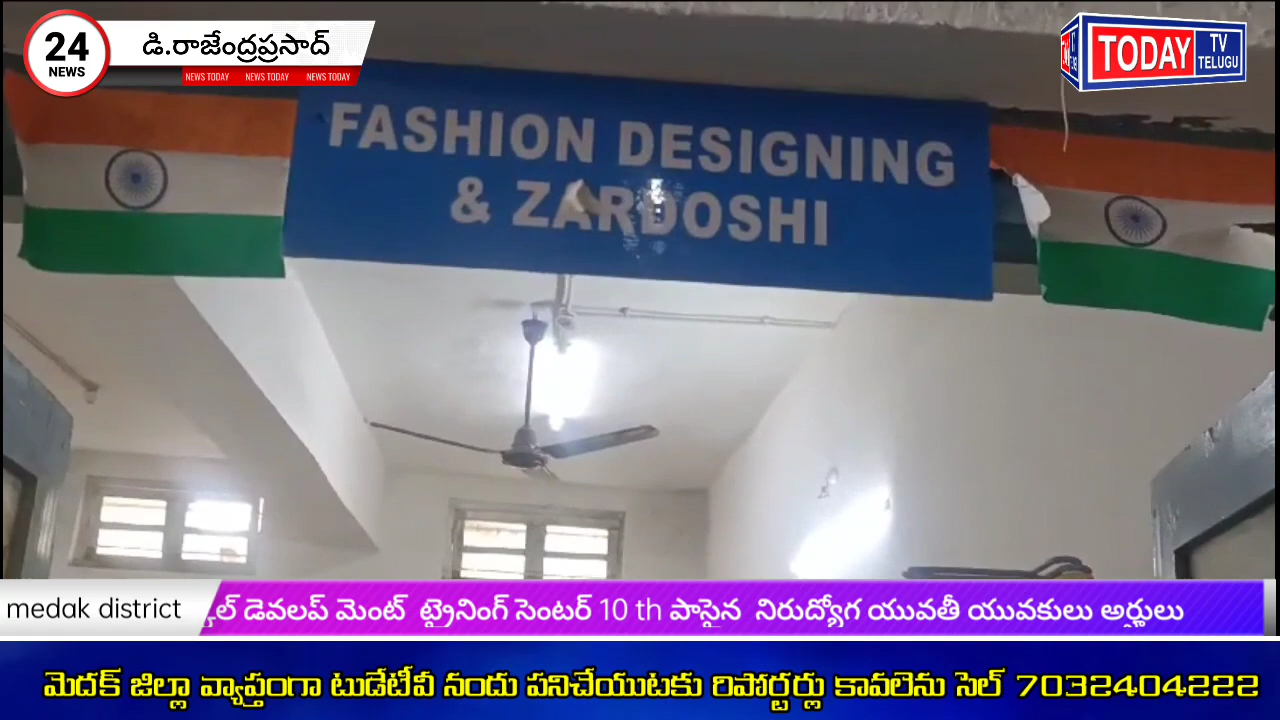 24
NEWS
డి.రాజేంద్రప్రసాద్
NEWS TODAY NEWS TODAY NEWS TODAY
TODAY
TV
TELUGU
FASHION DESIGNING
& ZARDOSHI
medak district
డెవలప్ మెంట్ ట్రైనింగ్ సెంటర్ 10 th పాసైన నిరుద్యోగ యువతీ యువకులు అర్హులు
మెదక్ జిల్లా వ్యాప్తంగా టుడేటీవీ నందు పనిచేయుటకు రిపోర్టర్లు కావలెను సెల్ 7032404222